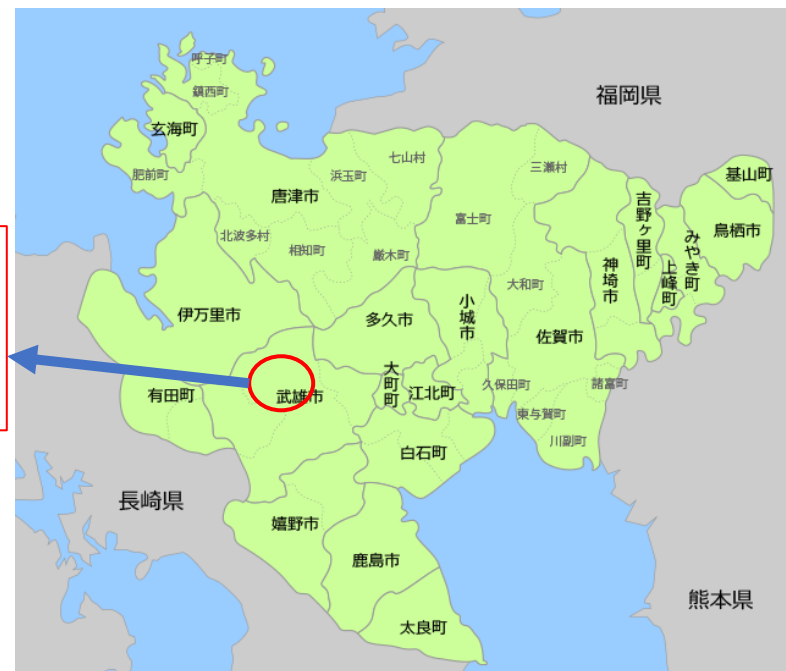 呼子町
鎮西町
福岡県
玄海町
七山村
三瀬村
肥前町
浜玉町
基山町
唐津市
吉野ヶ里町
富士町
鳥栖市
みやき町
北波多村
相知町
厳木町
上峰町
神埼市
大和町
小城市
伊万里市
多久市
佐賀市
大町町
久保田町
諸富町
有田町
武雄市
江北町
東与賀町
川副町
白石町
長崎県
嬉野市
鹿島市
熊本県
太良町